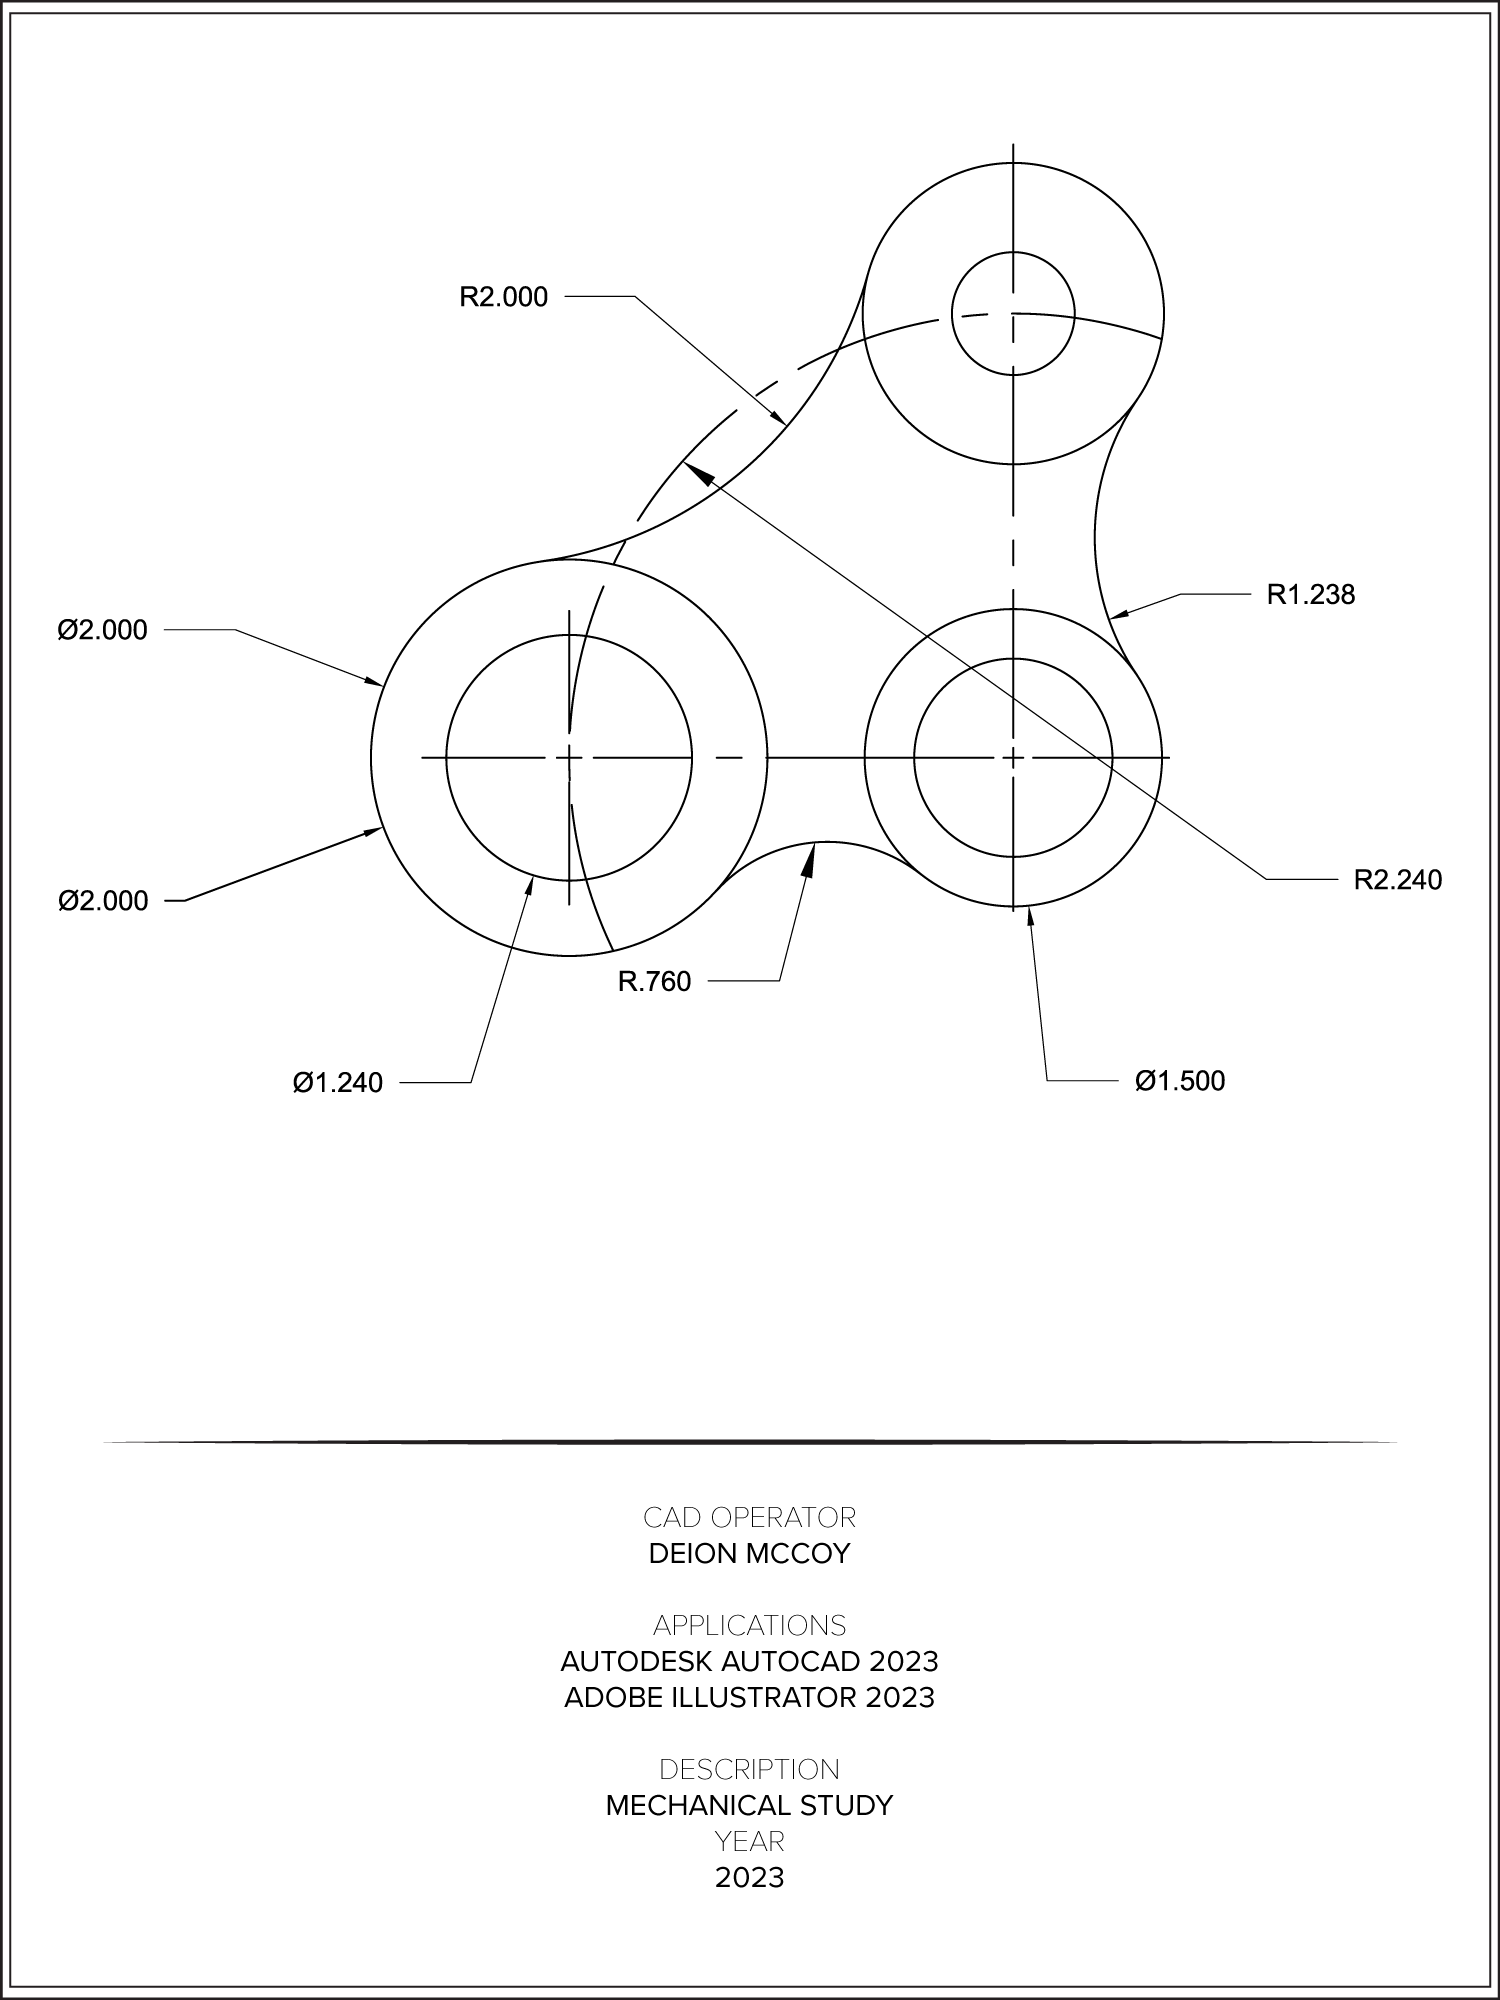 R2.000
R1.238
Ø2.000
R2.240
Ø2.000
R.760
Ø1.240
Ø1.500
CAD OPERATOR
DEION MCCOY
APPLICATIONS
AUTODESK AUTOCAD 2023
ADOBE ILLUSTRATOR 2023
DESCRIPTION
MECHANICAL STUDY
YEAR
2023